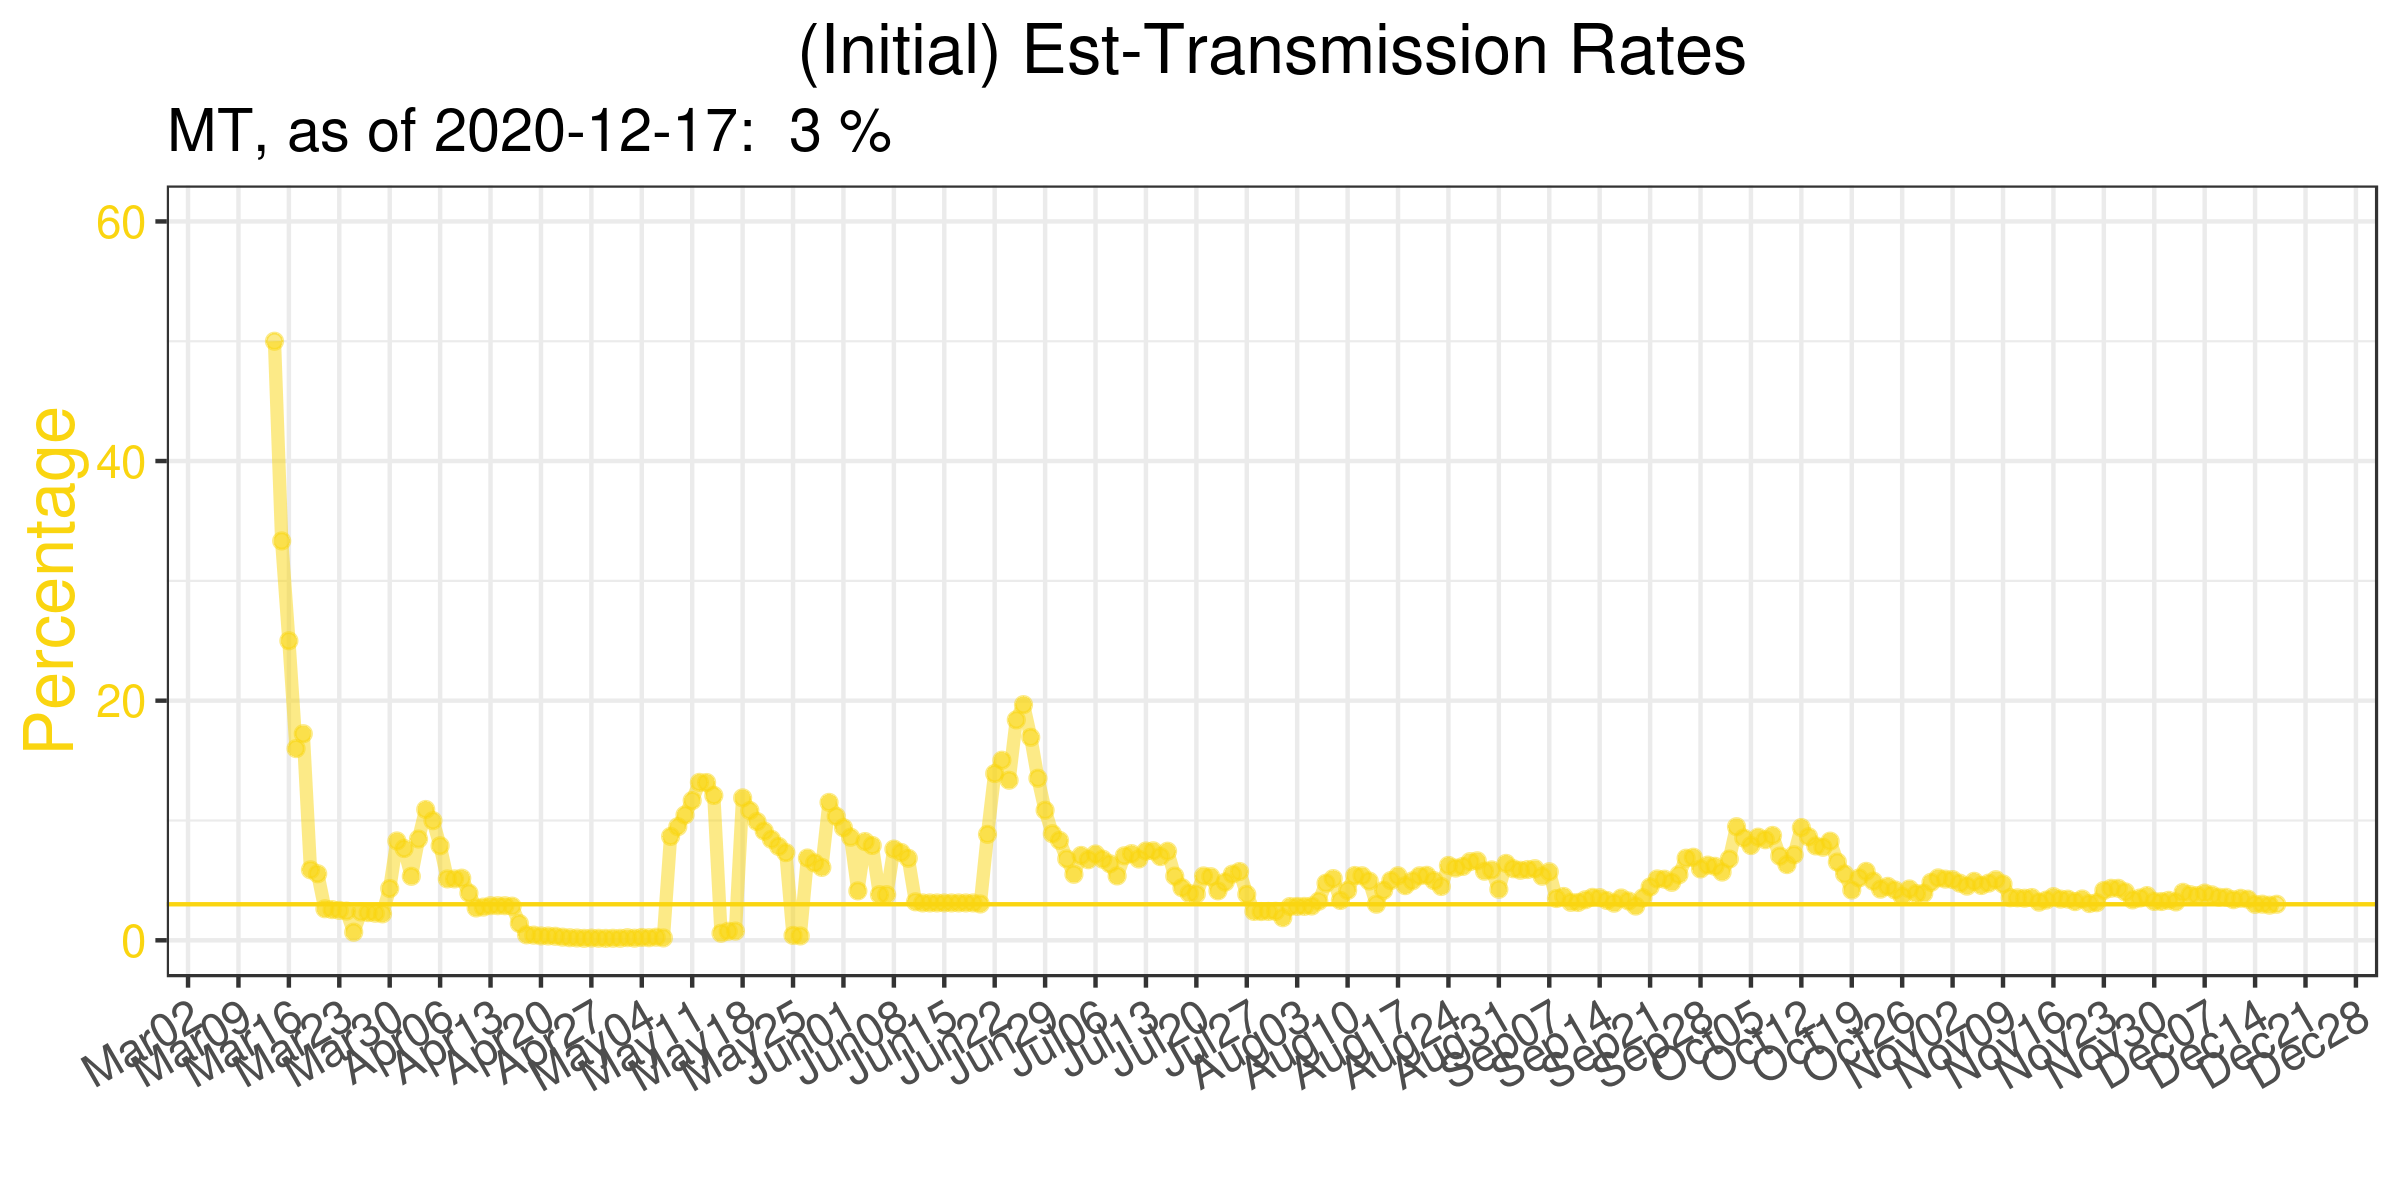 (Initial) Est-Transmission Rates
MT, as of 2020-12-17:  3 %
Percentage
60
40
20
0
Mar02 Mar09 Mar16 Mar23 Mar30 Apr06 Apr13 Apr20 Apr27 May04 May11 May18 May25 Jun01 Jun08 Jun15 Jun22 Jun29 Jul06 Jul13 Jul20 Jul27 Aug03 Aug10 Aug17 Aug24 Aug31 Sep07 Sep14 Sep21 Sep28 Oct05 Oct12 Oct19 Oct26 Nov02 Nov09 Nov16 Nov23 Nov30 Dec07 Dec14 Dec21 Dec28